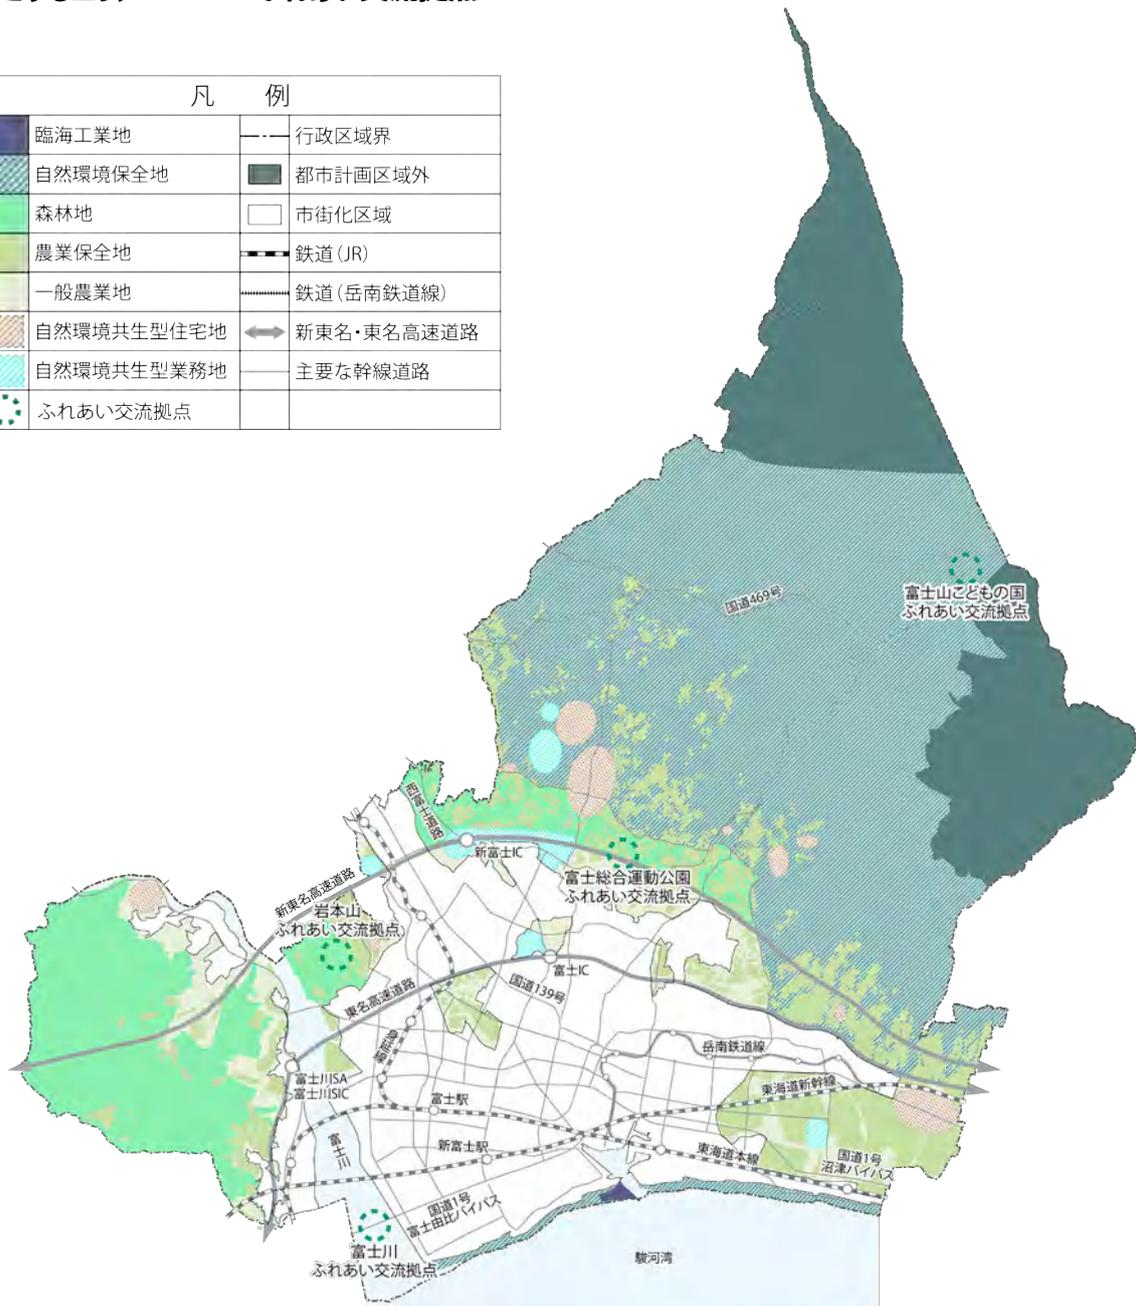 凡 例
臨海工業地
行政区域界
自然環境保全地
都市計画区域外
森林地
市街化区域
農業保全地
鉄道(JR)
一般農業地
鉄道(岳南鉄道線)
自然環境共生型住宅地
新東名・東名高速道路
自然環境共生型業務地
主要な幹線道路
ふれあい交流拠点
富士山こどもの国
ふれあい交流拠点
国道469号
西富士道路
新富士IC
富士総合運動公園
ふれあい交流拠点
新東名高速道路
岩本山
ふれあい交流拠点
富士IC
国道139号
東名高速道路
身延線
岳南鉄道線
富士川SA
富士川SIC
東海道新幹線
富士駅
新富士駅
東海道本線
国道1号
沼津バイパス
富士川
国道1号
富士由比バイパス
富士川
ふれあい交流拠点
駿河湾